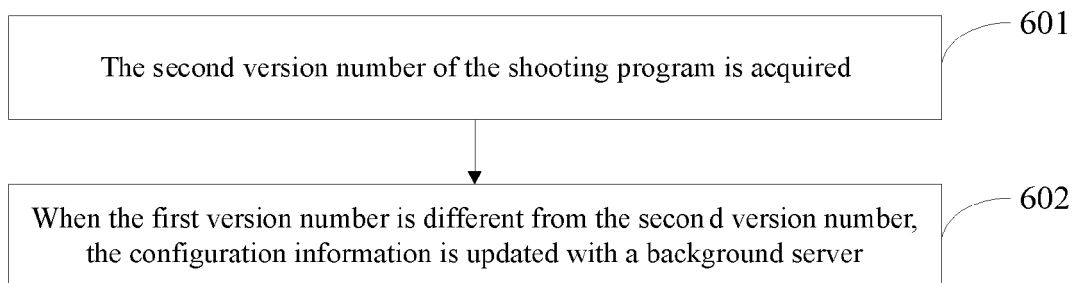 601
The second version number of the shooting program is acquired
602
When the first version number is different from the second version number,
the configuration information is updated with a background server